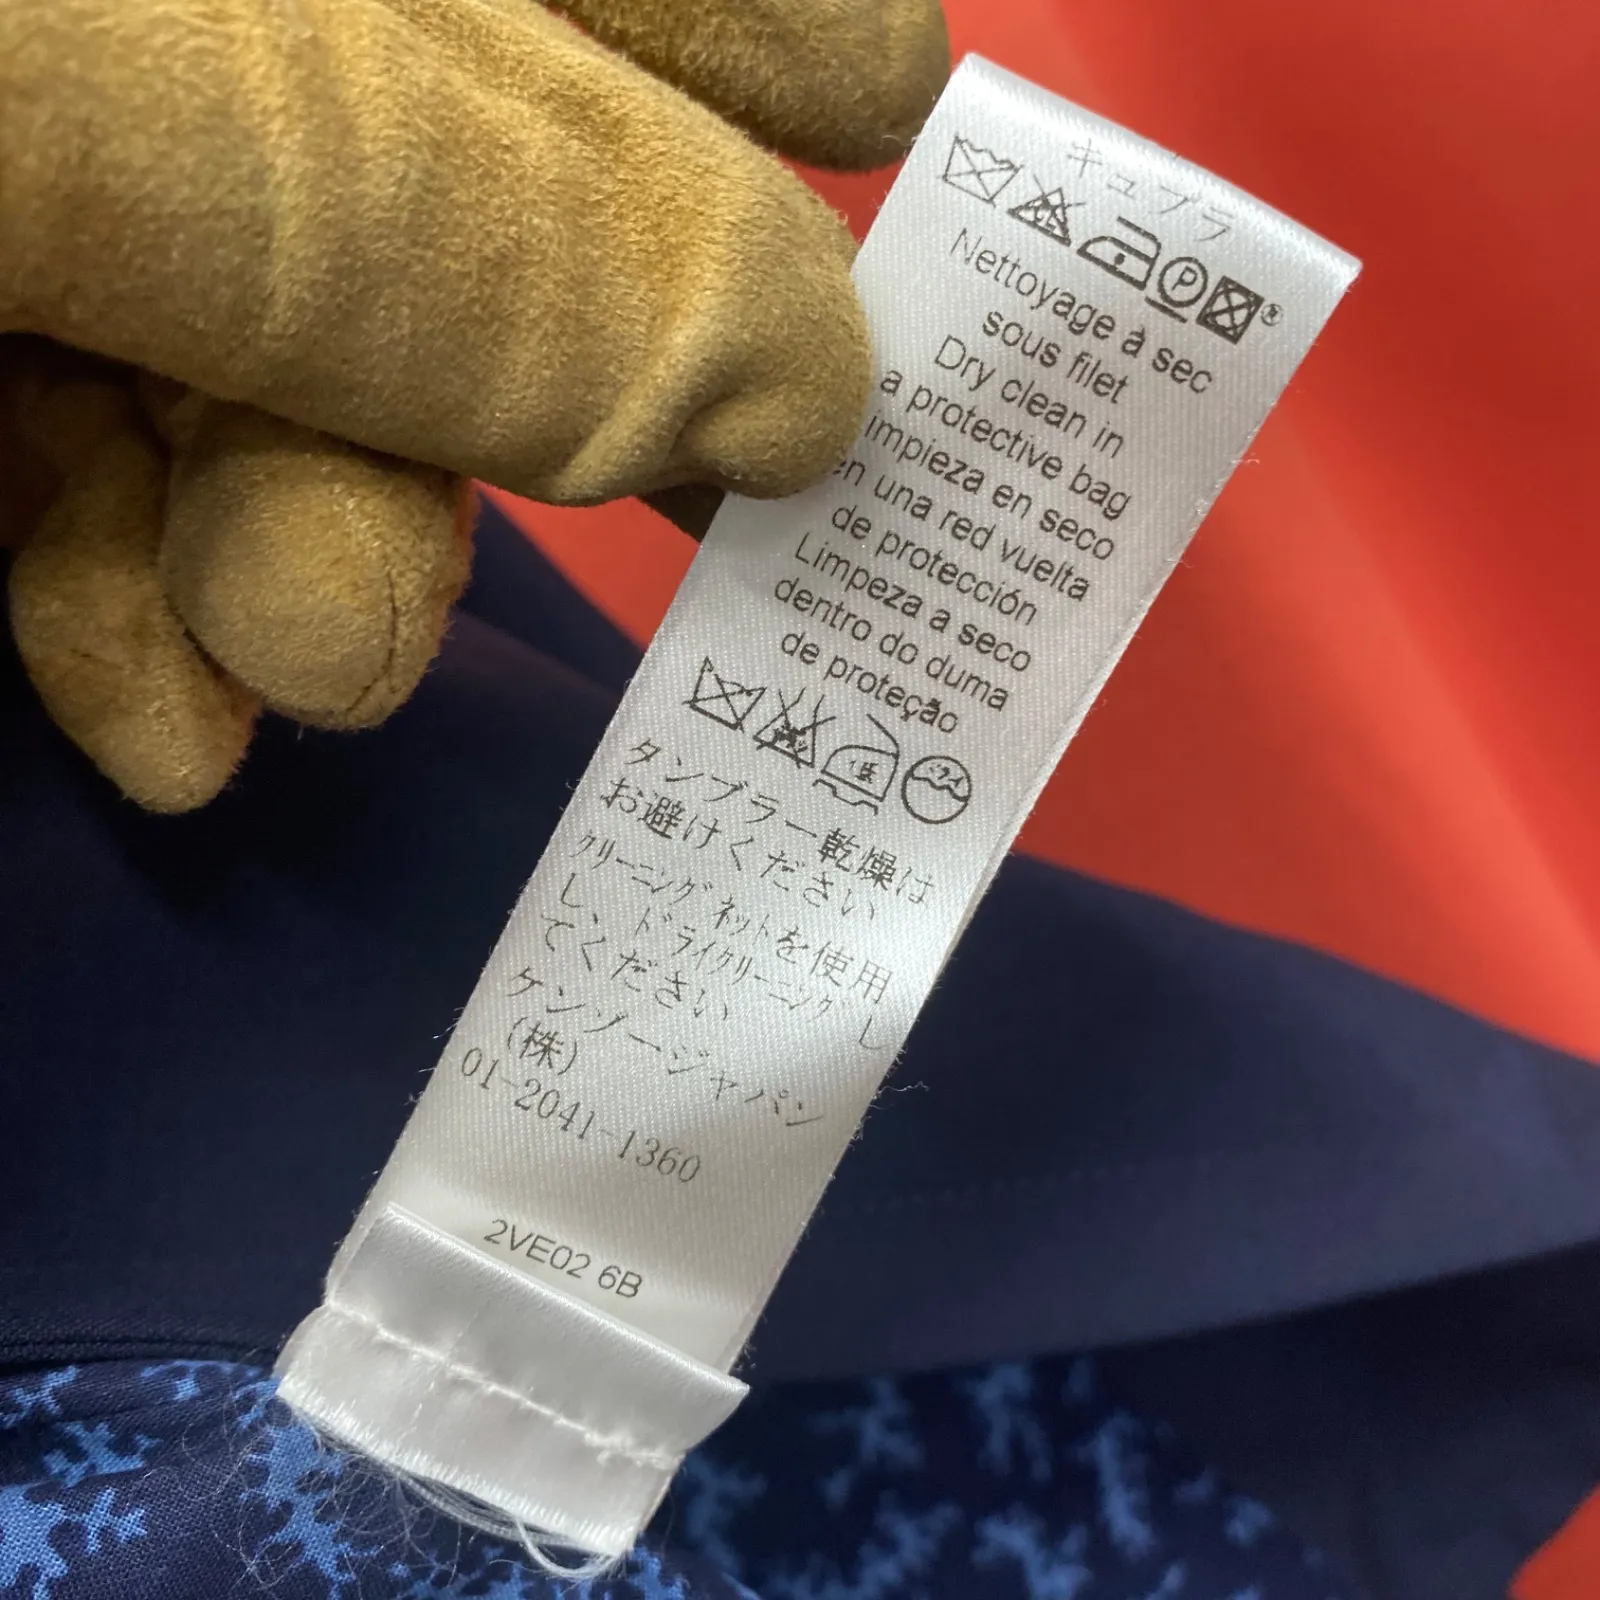 キュプラ
P
®
Nettoyage à sec
sous filet
Dry clean in
a protective bag
impieza en seco
en una red vuelta
de protección
Limpeza a seco
dentro do duma
de proteção
タンブラー乾燥は
お避けください
クリーニングネットを使用
し、ドライクリーニングし
てください
ケンゾージャパン
(株)
01-2041-1360
2VE02 6B